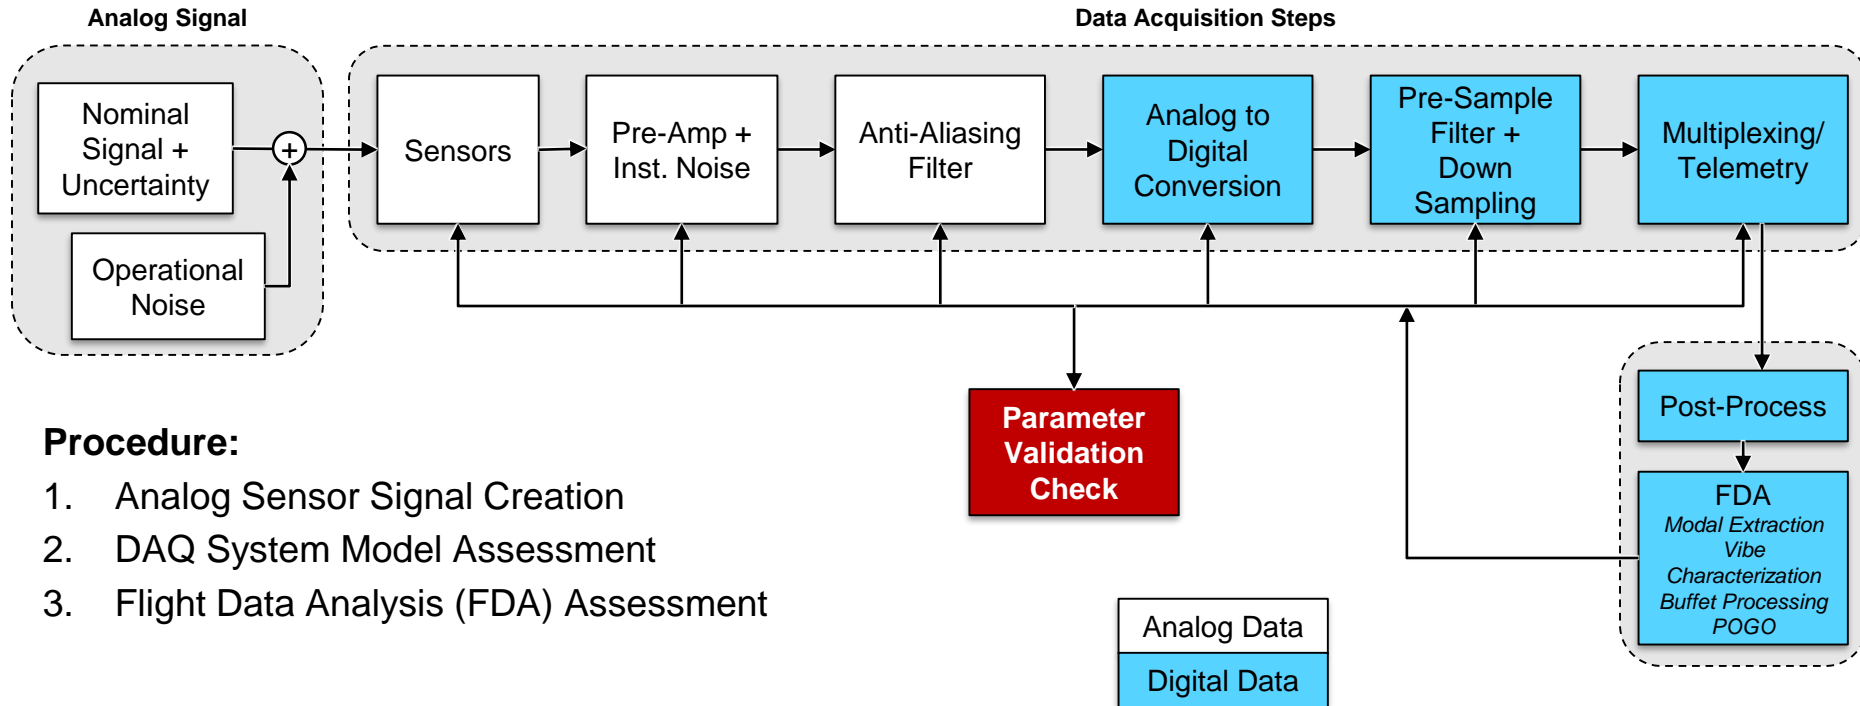 Analog Signal
Data Acquisition Steps
Nominal
Signal +
Uncertainty
+
Operational
Noise
Sensors
Pre-Amp +
Inst. Noise
Anti-Aliasing
Filter
Analog to
Digital
Conversion
Pre-Sample
Filter +
Down
Sampling
Multiplexing/
Telemetry
Parameter
Validation
Check
Post-Process
FDA
Modal Extraction
Vibe
Characterization
Buffet Processing
POGO
Procedure:
1. Analog Sensor Signal Creation
2. DAQ System Model Assessment
3. Flight Data Analysis (FDA) Assessment
Analog Data
Digital Data